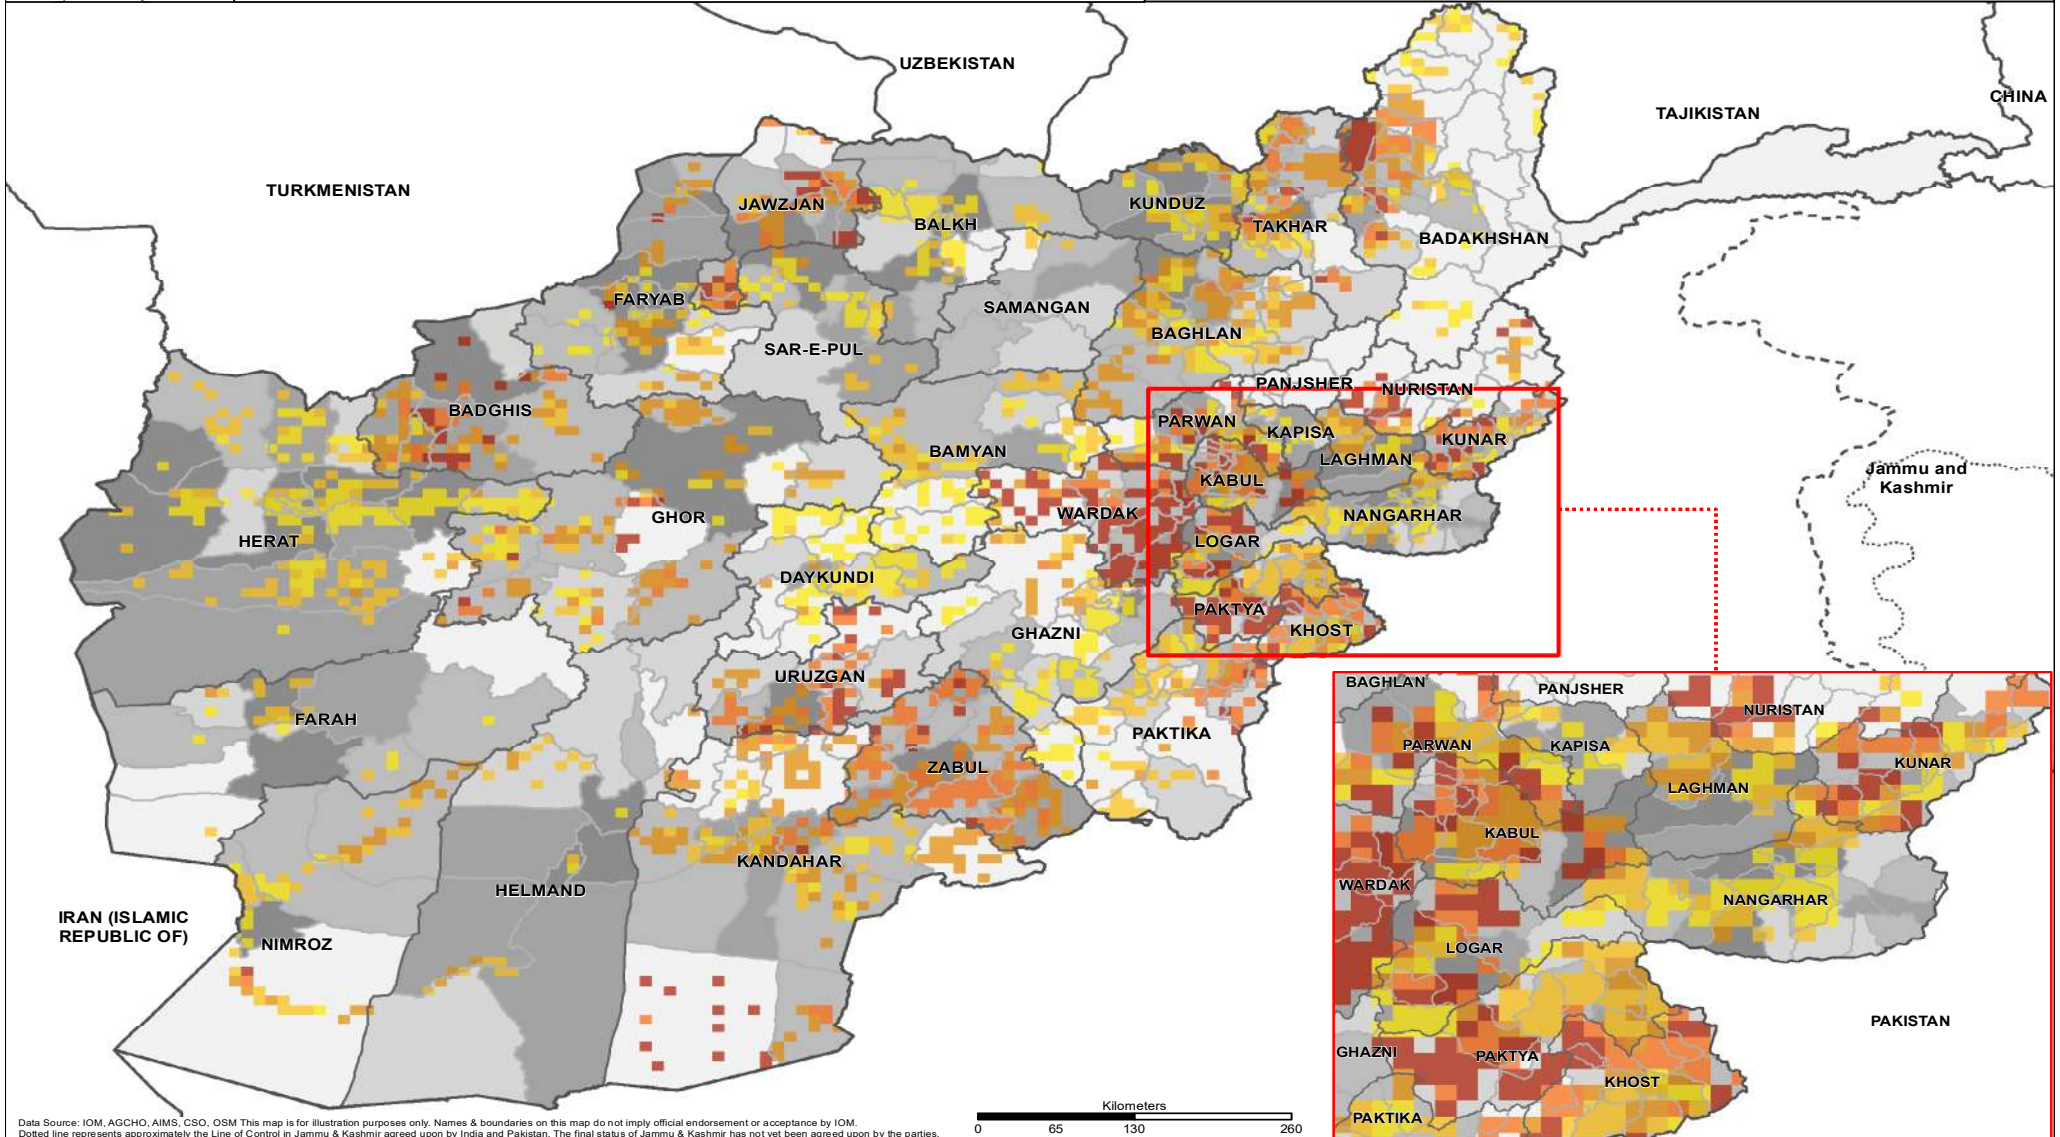 UZBEKISTAN
CHINA
TAJIKISTAN
TURKMENISTAN
JAWZJAN
KUNDUZ
BALKH
TAKHAR
BADAKHSHAN
FARYAB
SAMANGAN
BAGHLAN
SAR-E-PUL
PANJSHER
NURISTAN
BADGHIS
PARWAN
KAPISA
KUNAR
BAMYAN
LAGHMAN
Jammu and
Kashmir
KABUL
WARDAK
GHOR
NANGARHAR
HERAT
LOGAR
DAYKUNDI
PAKTYA
KHOST
GHAZNI
URUZGAN
FARAH
PAKTIKA
ZABUL
KANDAHAR
HELMAND
IRAN (ISLAMIC
REPUBLIC OF)
NIMROZ
BAGHLAN
PANJSHER
NURISTAN
PARWAN
KAPISA
KUNAR
LAGHMAN
KABUL
WARDAK
NANGARHAR
LOGAR
PAKISTAN
GHAZNI
PAKTYA
KHOST
PAKTIKA
Kilometers
0 65 130 260
Data Source: IOM, AGCHO, AIMS, CSO, OSM This map is for illustration purposes only. Names & boundaries on this map do not imply official endorsement or acceptance by IOM.
Dotted line represents approximately the Line of Control in Jammu & Kashmir agreed upon by India and Pakistan. The final status of Jammu & Kashmir has not yet been agreed upon by the parties.